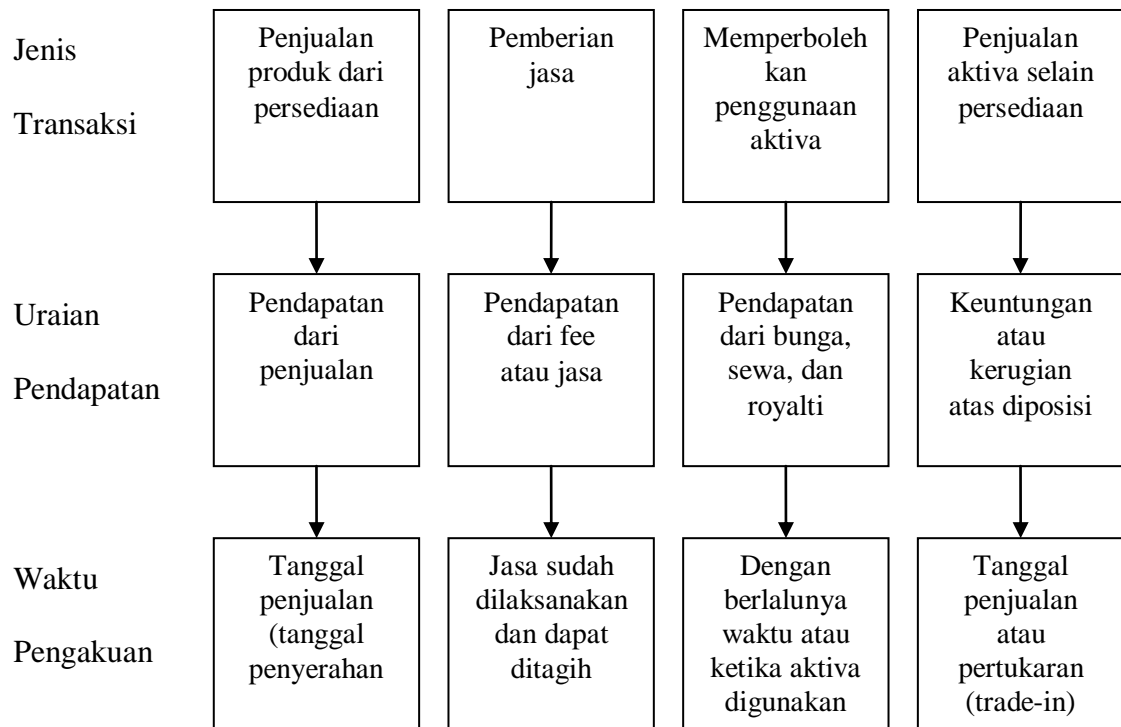 Jenis
Transaksi
Penjualan
produk dari
persediaan
Pemberian
jasa
Memperboleh
kan
penggunaan
aktiva
Penjualan
aktiva selain
persediaan
Uraian
Pendapatan
Pendapatan
dari
penjualan
Pendapatan
dari fee
atau jasa
Pendapatan
dari bunga,
sewa, dan
royalti
Keuntungan
atau
kerugian
atas diposisi
Waktu
Pengakuan
Tanggal
penjualan
(tanggal
penyerahan
Jasa sudah
dilaksanakan
dan dapat
ditagih
Dengan
berlalunya
waktu atau
ketika aktiva
digunakan
Tanggal
penjualan
atau
pertukaran
(trade-in)